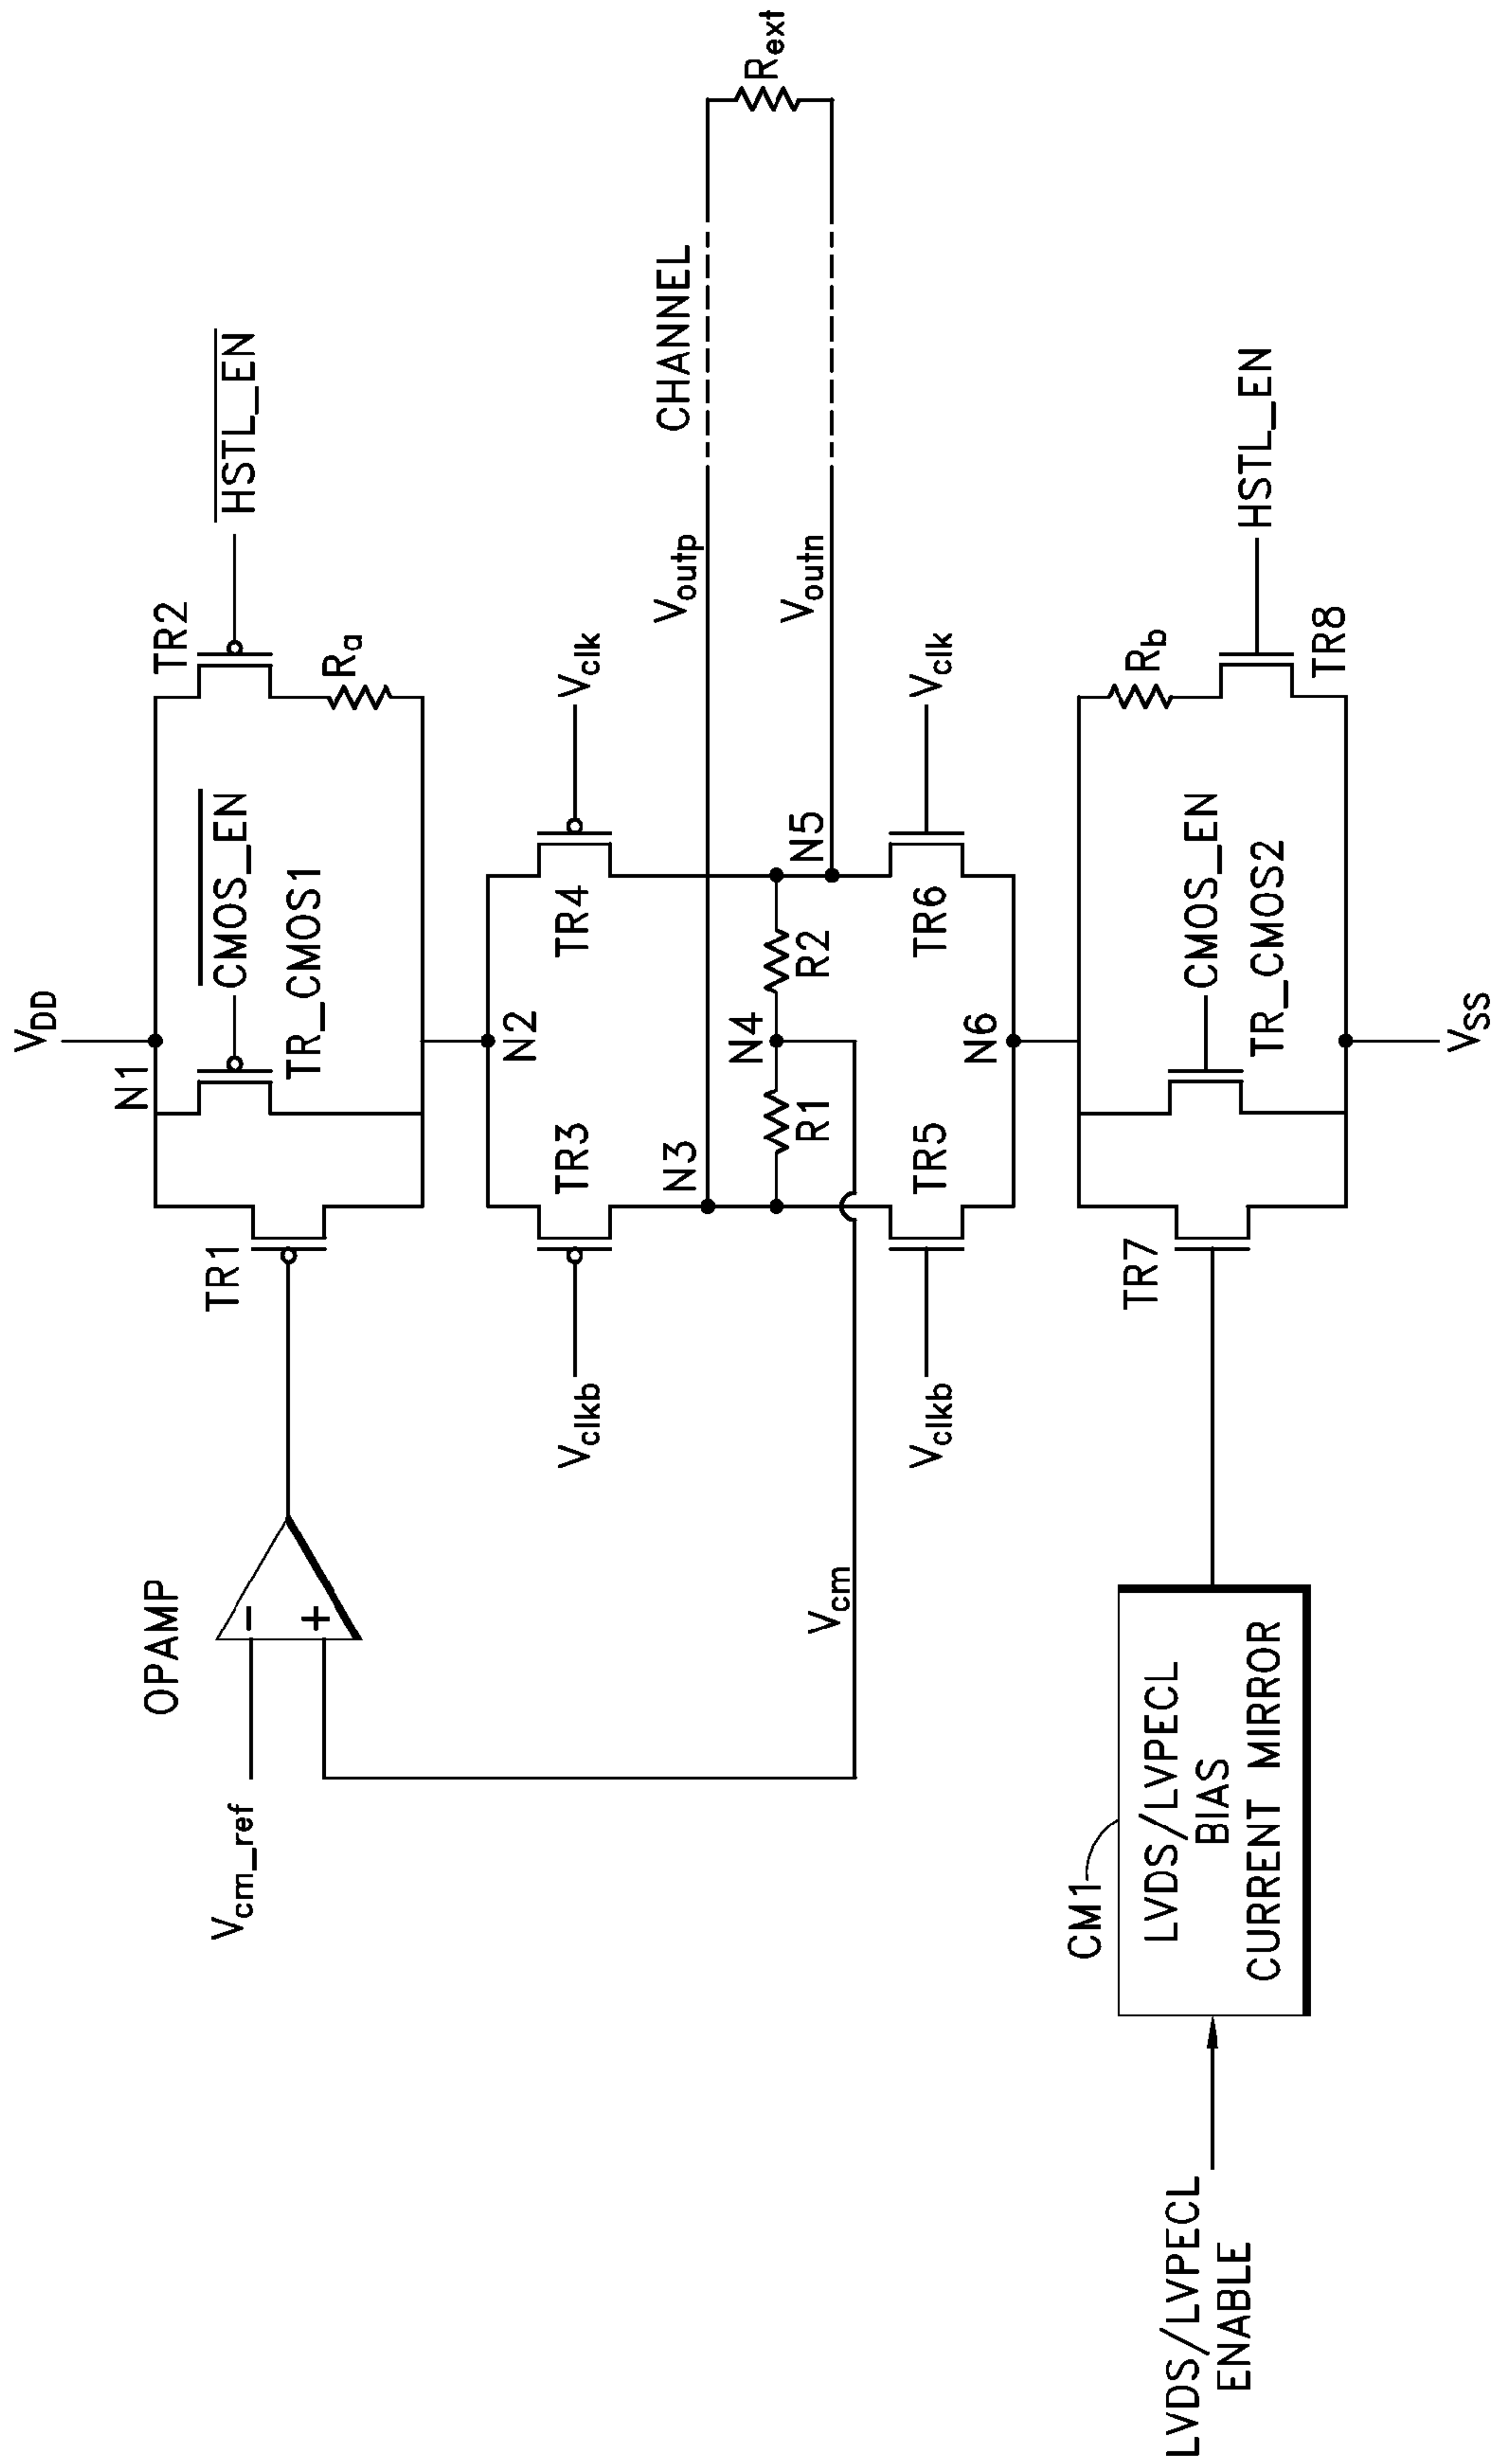 V_DD
N1
TR1
TR2
HSTL_EN
CMOS_EN
TR_CMOS1
R_a
OPAMP
−
+
V_cm_ref
N2
TR3
TR4
V_clkb
V_clk
N3
CHANNEL
V_outp
V_outn
R_ext
N4
R1
R2
N5
V_cm
TR5
TR6
V_clkb
V_clk
N6
CM1
LVDS/LVPECL
BIAS
CURRENT MIRROR
LVDS/LVPECL
ENABLE
TR7
CMOS_EN
TR_CMOS2
R_b
HSTL_EN
TR8
V_SS